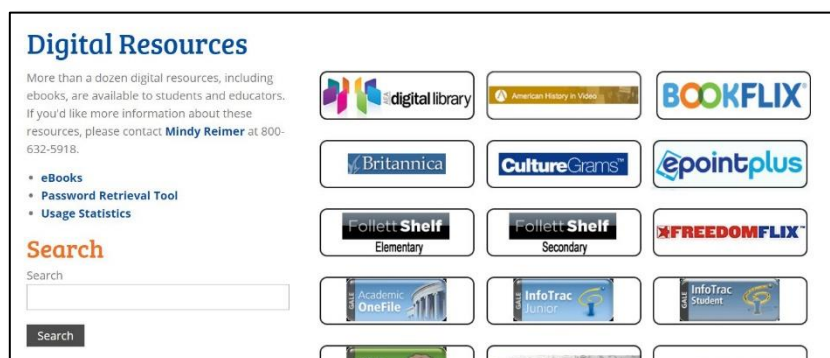 Digital Resources
More than a dozen digital resources, including
ebooks, are available to students and educators.
If you'd like more information about these
resources, please contact Mindy Reimer at 800-
632-5918.
eBooks
Password Retrieval Tool
Usage Statistics
Search
Search
Search
digital library
American History in Video
BOOKFLIX
Britannica
CultureGrams™
epointplus
Follett Shelf
Elementary
Follett Shelf
Secondary
FREEDOMFLIX™
GALE
Academic
OneFile
GALE
InfoTrac
Junior
GALE
InfoTrac
Student